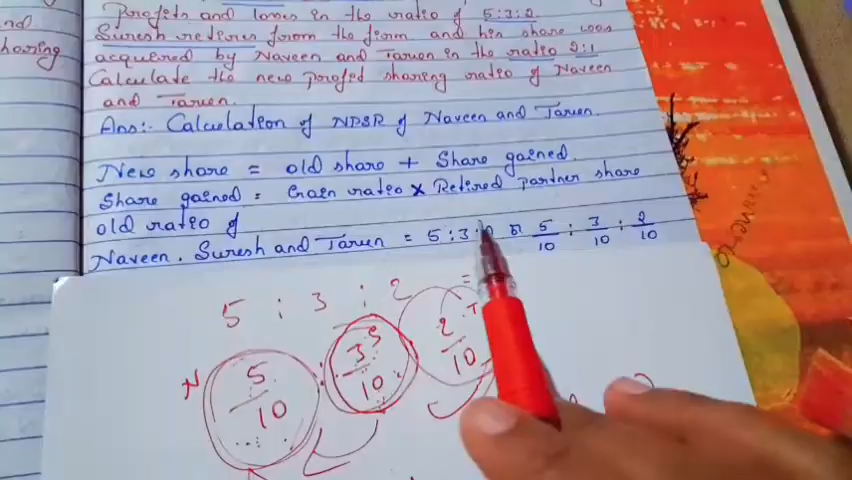 nd
sharing
Profits and losses in the ratio of 5:3:2
Suresh retires from the firm and his share was
acquered by Naveen and Tarun in the ratio 2:1
Calculate the new profit sharing ratio of Naveen
and Tarun.
Ans:- Calculation of NPSR of Naveen and Tarun.
New share = old share + Share gained.
Share gained = Gain ratio × Retired partner share
old ratio of
Naveen. Suresh and Tarun = 5:3: 5/10 : 3/10 : 2/10
5 : 3 : 2 =
N 5/10 : 3/10 S 2/10 T